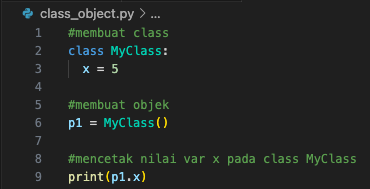 class_object.py > ...
1 #membuat class
2 class MyClass:
3   x = 5
4
5 #membuat objek
6 p1 = MyClass()
7
8 #mencetak nilai var x pada class MyClass
9 print(p1.x)